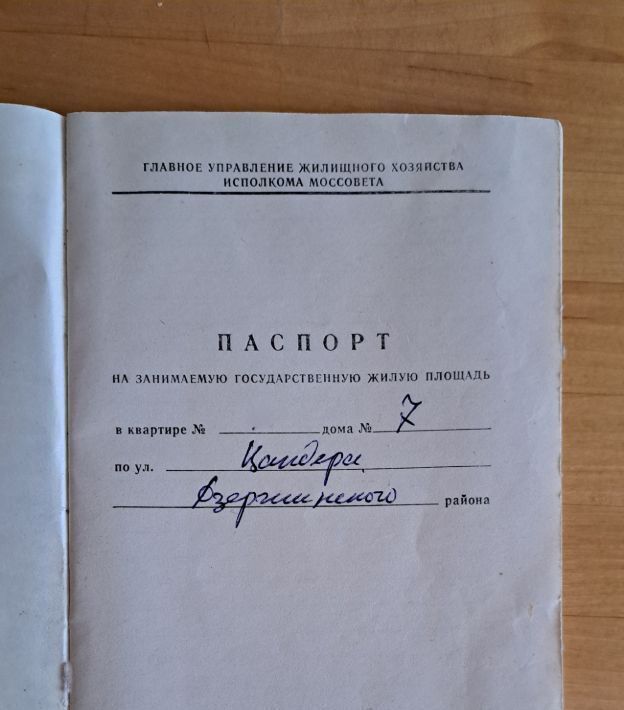 ГЛАВНОЕ УПРАВЛЕНИЕ ЖИЛИЩНОГО ХОЗЯЙСТВА
ИСПОЛКОМА МОССОВЕТА
ПАСПОРТ
НА ЗАНИМАЕМУЮ ГОСУДАРСТВЕННУЮ ЖИЛУЮ ПЛОЩАДЬ
в квартире № дома № 7
по ул. Цандера
Дзержинского района